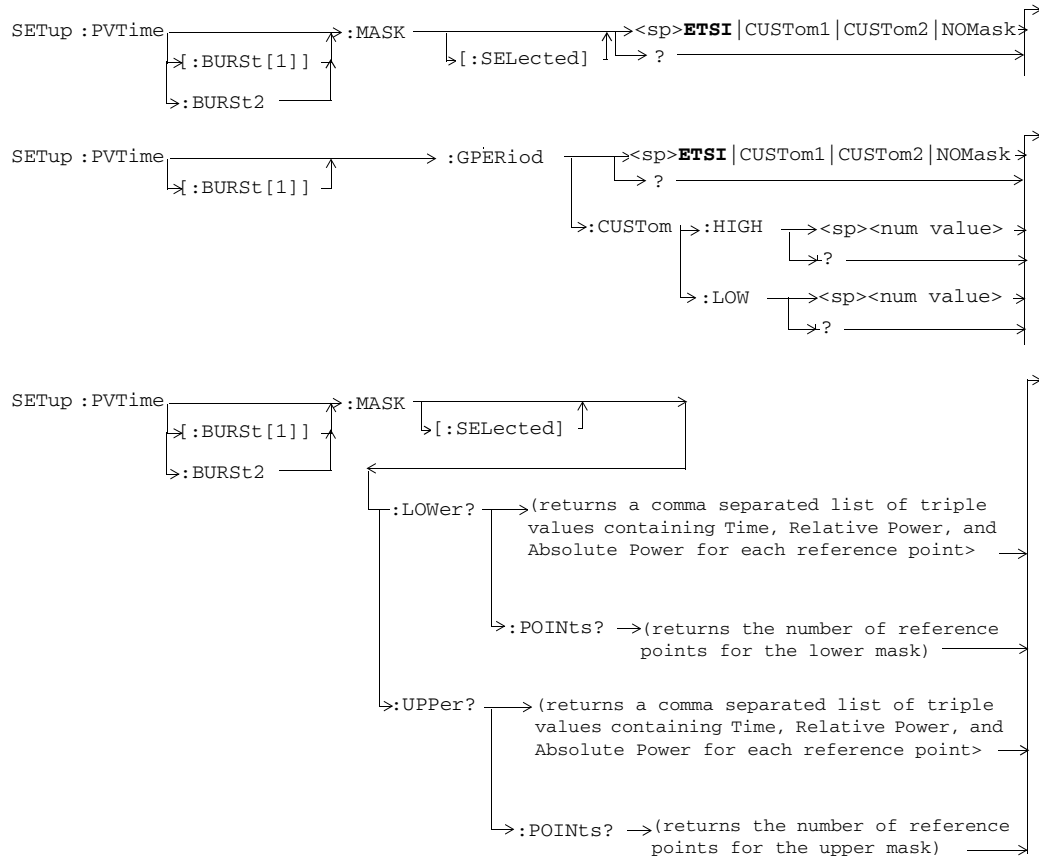 SETup :PVTime :MASK <sp>ETSI|CUSTom1|CUSTom2|NOMask
[:BURSt[1]] [:SELected] ?
:BURSt2
SETup :PVTime :GPERiod <sp>ETSI|CUSTom1|CUSTom2|NOMask
[:BURSt[1]] ?
:CUSTom :HIGH <sp><num value>
?
:LOW <sp><num value>
?
SETup :PVTime :MASK
[:BURSt[1]] [:SELected]
:BURSt2
:LOWer? (returns a comma separated list of triple
values containing Time, Relative Power, and
Absolute Power for each reference point>
:POINts? (returns the number of reference
points for the lower mask)
:UPPer? (returns a comma separated list of triple
values containing Time, Relative Power, and
Absolute Power for each reference point>
:POINts? (returns the number of reference
points for the upper mask)